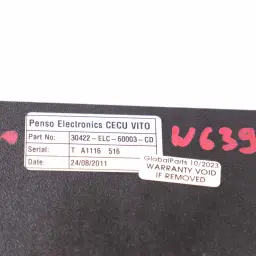 Penso Electronics CECU VITO
Part No: 30422-ELC-60003-CD
Serial: T A1116 516
Date: 24/08/2011
W639
GlobalParts 10/2023
WARRANTY VOID
IF REMOVED